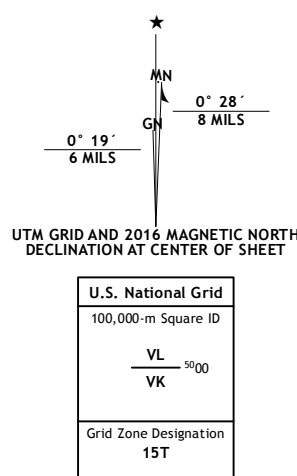 ★
MN
0° 28´
8 MILS
GN
0° 19´
6 MILS
UTM GRID AND 2016 MAGNETIC NORTH
DECLINATION AT CENTER OF SHEET
U.S. National Grid
100,000-m Square ID
VL
5000
VK
Grid Zone Designation
15T